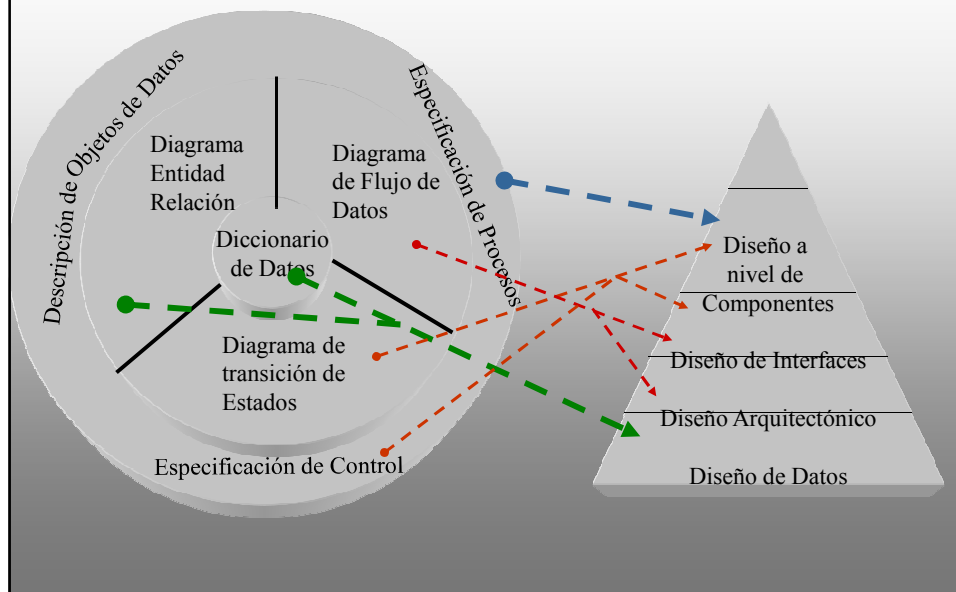 Descripción de Objetos de Datos
Especificación de Procesos
Diagrama
Entidad
Relación
Diagrama
de Flujo de
Datos
Diccionario
de Datos
Diagrama de
transición de
Estados
Especificación de Control
Diseño a
nivel de
Componentes
Diseño de Interfaces
Diseño Arquitectónico
Diseño de Datos